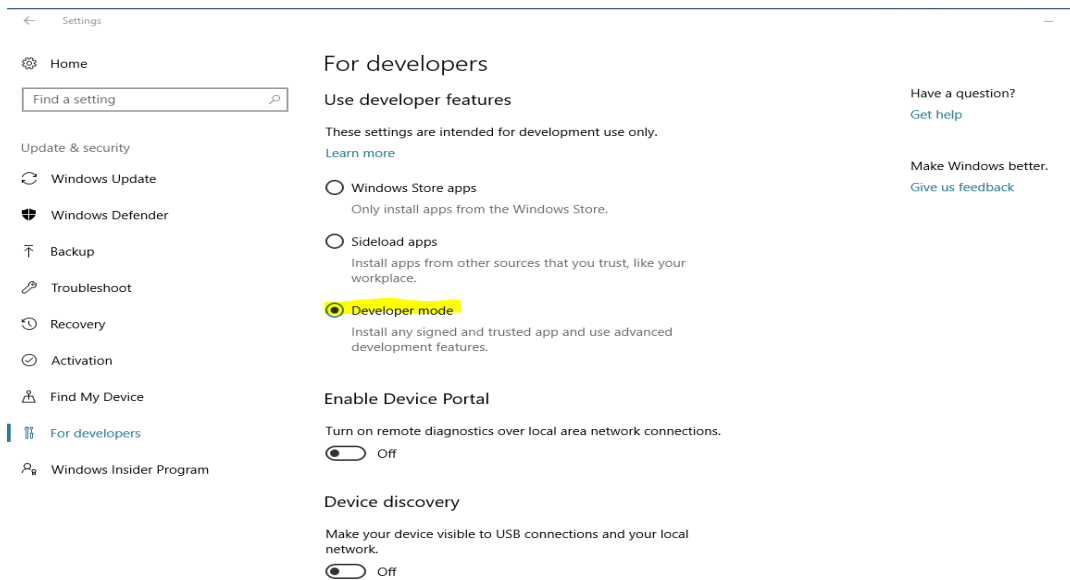 Settings
Home
Find a setting
Update & security
Windows Update
Windows Defender
Backup
Troubleshoot
Recovery
Activation
Find My Device
For developers
Windows Insider Program
For developers
Use developer features
These settings are intended for development use only.
Learn more
Windows Store apps
Only install apps from the Windows Store.
Sideload apps
Install apps from other sources that you trust, like your
workplace.
Developer mode
Install any signed and trusted app and use advanced
development features.
Enable Device Portal
Turn on remote diagnostics over local area network connections.
Off
Device discovery
Make your device visible to USB connections and your local
network.
Off
Have a question?
Get help
Make Windows better.
Give us feedback